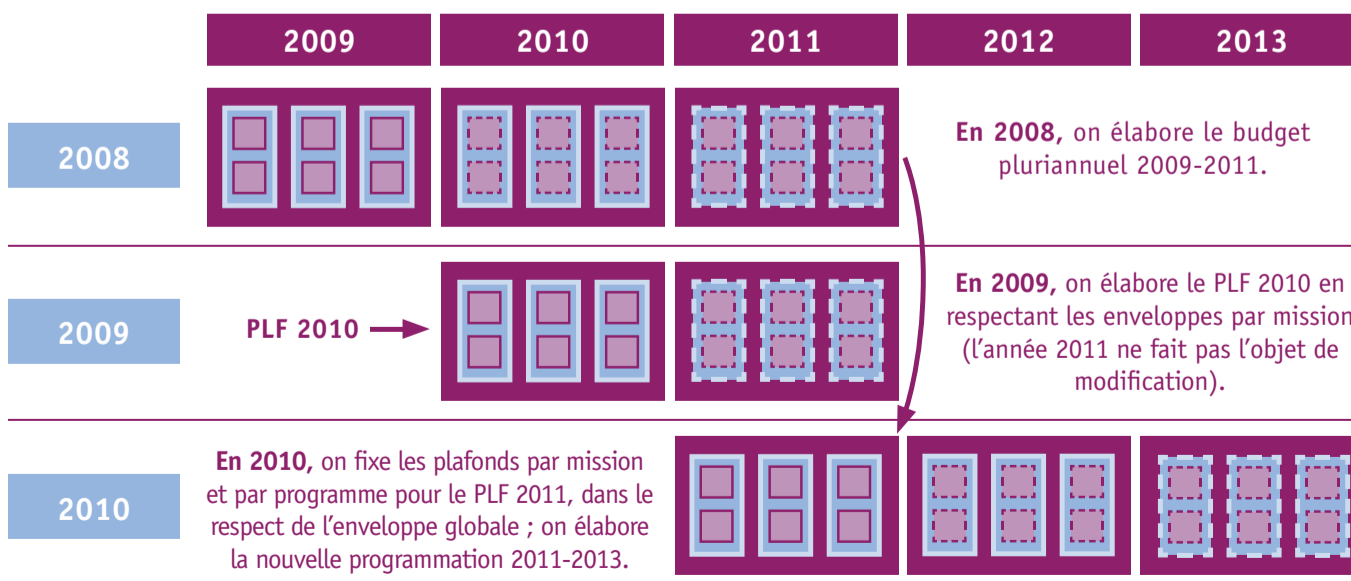 2009 2010 2011 2012 2013
2008
En 2008, on élabore le budget
pluriannuel 2009-2011.
2009
PLF 2010
En 2009, on élabore le PLF 2010 en
respectant les enveloppes par mission
(l’année 2011 ne fait pas l’objet de
modification).
2010
En 2010, on fixe les plafonds par mission
et par programme pour le PLF 2011, dans le
respect de l’enveloppe globale ; on élabore
la nouvelle programmation 2011-2013.